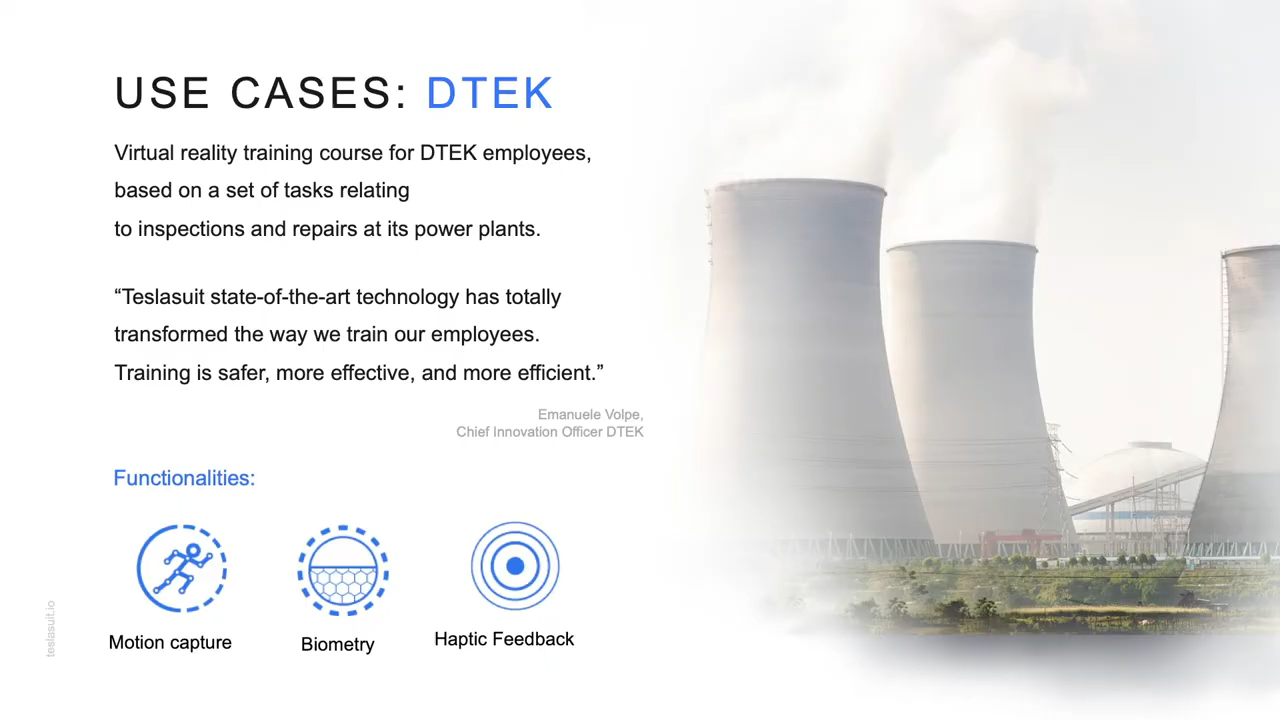 USE CASES: DTEK
Virtual reality training course for DTEK employees,
based on a set of tasks relating
to inspections and repairs at its power plants.
“Teslasuit state-of-the-art technology has totally
transformed the way we train our employees.
Training is safer, more effective, and more efficient.”
Emanuele Volpe,
Chief Innovation Officer DTEK
Functionalities:
Motion capture
Biometry
Haptic Feedback
teslasuit.io